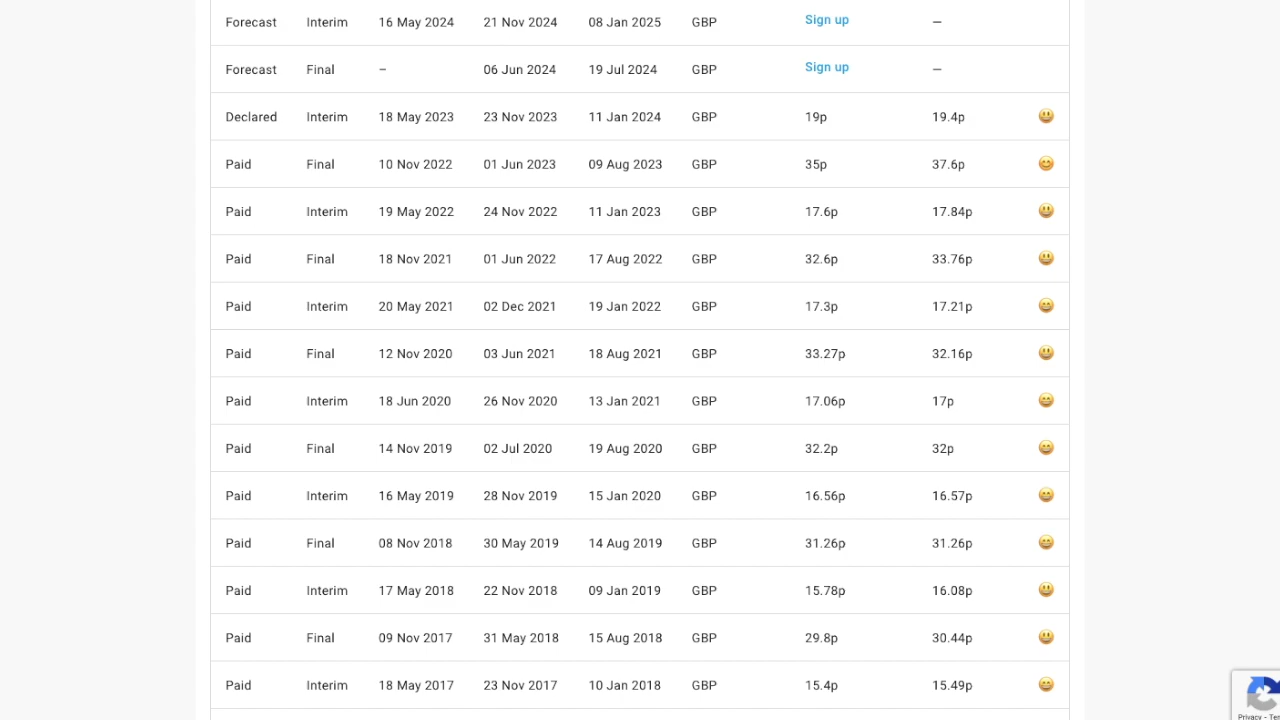 Forecast Interim 16 May 2024 21 Nov 2024 08 Jan 2025 GBP Sign up –
Forecast Final – 06 Jun 2024 19 Jul 2024 GBP Sign up –
Declared Interim 18 May 2023 23 Nov 2023 11 Jan 2024 GBP 19p 19.4p
Paid Final 10 Nov 2022 01 Jun 2023 09 Aug 2023 GBP 35p 37.6p
Paid Interim 19 May 2022 24 Nov 2022 11 Jan 2023 GBP 17.6p 17.84p
Paid Final 18 Nov 2021 01 Jun 2022 17 Aug 2022 GBP 32.6p 33.76p
Paid Interim 20 May 2021 02 Dec 2021 19 Jan 2022 GBP 17.3p 17.21p
Paid Final 12 Nov 2020 03 Jun 2021 18 Aug 2021 GBP 33.27p 32.16p
Paid Interim 18 Jun 2020 26 Nov 2020 13 Jan 2021 GBP 17.06p 17p
Paid Final 14 Nov 2019 02 Jul 2020 19 Aug 2020 GBP 32.2p 32p
Paid Interim 16 May 2019 28 Nov 2019 15 Jan 2020 GBP 16.56p 16.57p
Paid Final 08 Nov 2018 30 May 2019 14 Aug 2019 GBP 31.26p 31.26p
Paid Interim 17 May 2018 22 Nov 2018 09 Jan 2019 GBP 15.78p 16.08p
Paid Final 09 Nov 2017 31 May 2018 15 Aug 2018 GBP 29.8p 30.44p
Paid Interim 18 May 2017 23 Nov 2017 10 Jan 2018 GBP 15.4p 15.49p
Privacy -